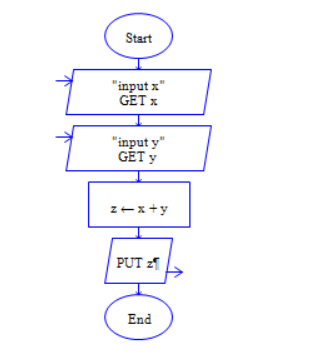 Start
"input x"
GET x
"input y"
GET y
z ← x + y
PUT z¶
End